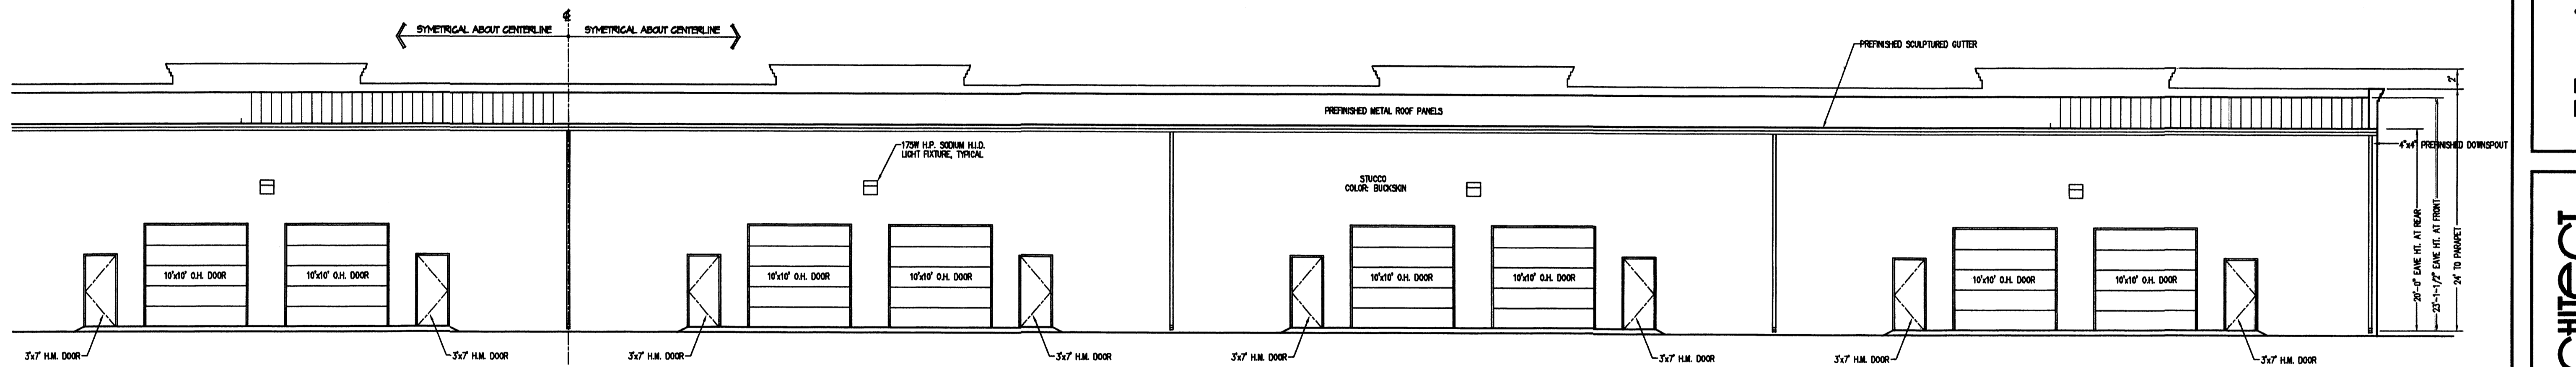 ℄
SYMETRICAL ABOUT CENTERLINE
SYMETRICAL ABOUT CENTERLINE
PREFINISHED SCULPTURED GUTTER
2'
PREFINISHED METAL ROOF PANELS
175W H.P. SODIUM H.I.D.
LIGHT FIXTURE, TYPICAL
4"x4" PREFINISHED DOWNSPOUT
STUCCO
COLOR: BUCKSKIN
20'-0" EAVE HT. AT REAR
23'-1-1/2" EAVE HT. AT FRONT
24' TO PARAPET
10'x10' O.H. DOOR
10'x10' O.H. DOOR
10'x10' O.H. DOOR
10'x10' O.H. DOOR
10'x10' O.H. DOOR
10'x10' O.H. DOOR
10'x10' O.H. DOOR
10'x10' O.H. DOOR
3'x7' H.M. DOOR
3'x7' H.M. DOOR
3'x7' H.M. DOOR
3'x7' H.M. DOOR
3'x7' H.M. DOOR
3'x7' H.M. DOOR
3'x7' H.M. DOOR
3'x7' H.M. DOOR